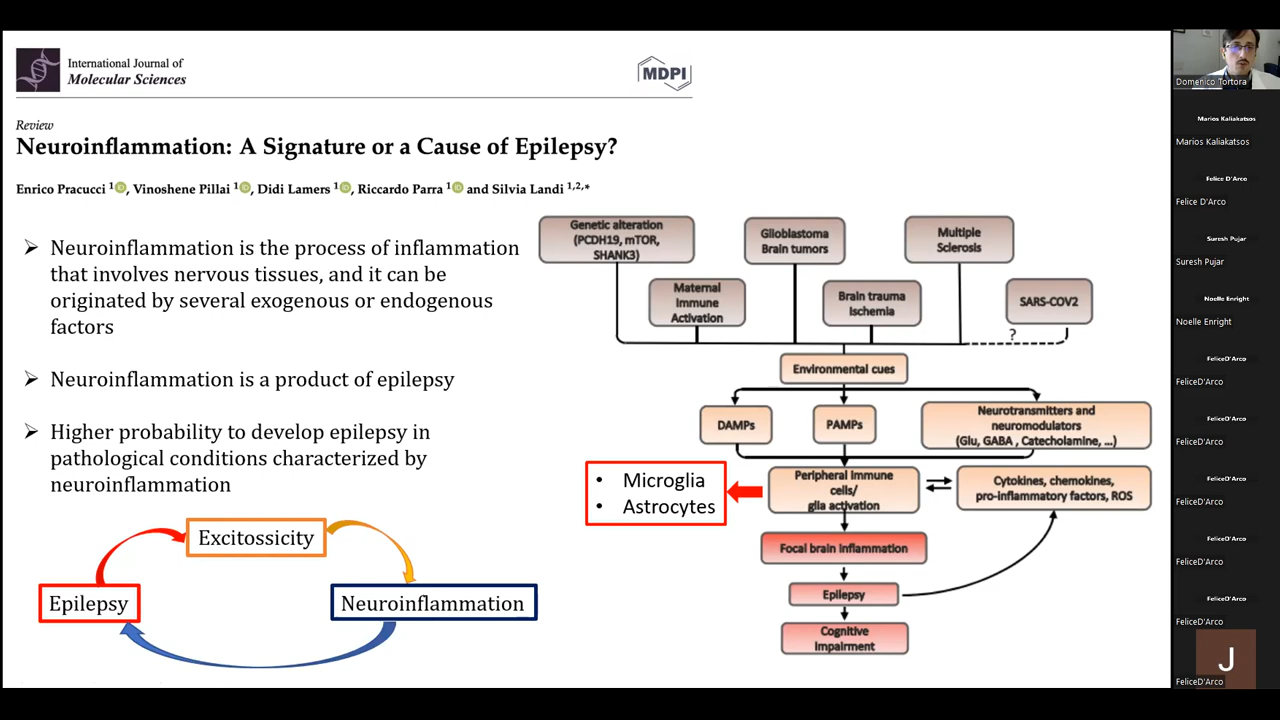 International Journal of
Molecular Sciences
MDPI
Review
Neuroinflammation: A Signature or a Cause of Epilepsy?
Enrico Pracucci 1 iD, Vinoshene Pillai 1 iD, Didi Lamers 1 iD, Riccardo Parra 1 iD and Silvia Landi 1,2,*
➢ Neuroinflammation is the process of inflammation
that involves nervous tissues, and it can be
originated by several exogenous or endogenous
factors
➢ Neuroinflammation is a product of epilepsy
➢ Higher probability to develop epilepsy in
pathological conditions characterized by
neuroinflammation
Excitossicity
Epilepsy
Neuroinflammation
Genetic alteration
(PCDH19, mTOR,
SHANK3)
Glioblastoma
Brain tumors
Multiple
Sclerosis
Maternal
Immune
Activation
Brain trauma
Ischemia
SARS-COV2
?
Environmental cues
DAMPs
PAMPs
Neurotransmitters and
neuromodulators
(Glu, GABA , Catecholamine, ...)
• Microglia
• Astrocytes
Peripheral immune
cells/
glia activation
Cytokines, chemokines,
pro-inflammatory factors, ROS
Focal brain inflammation
Epilepsy
Cognitive
impairment
Domenico Tortora
Marios Kaliakatsos
Marios Kaliakatsos
Felice D'Arco
Felice D'Arco
Suresh Pujar
Suresh Pujar
Noelle Enright
Noelle Enright
FeliceD'Arco
FeliceD'Arco
FeliceD'Arco
FeliceD'Arco
FeliceD'Arco
FeliceD'Arco
FeliceD'Arco
FeliceD'Arco
FeliceD'Arco
FeliceD'Arco
J
FeliceD'Arco